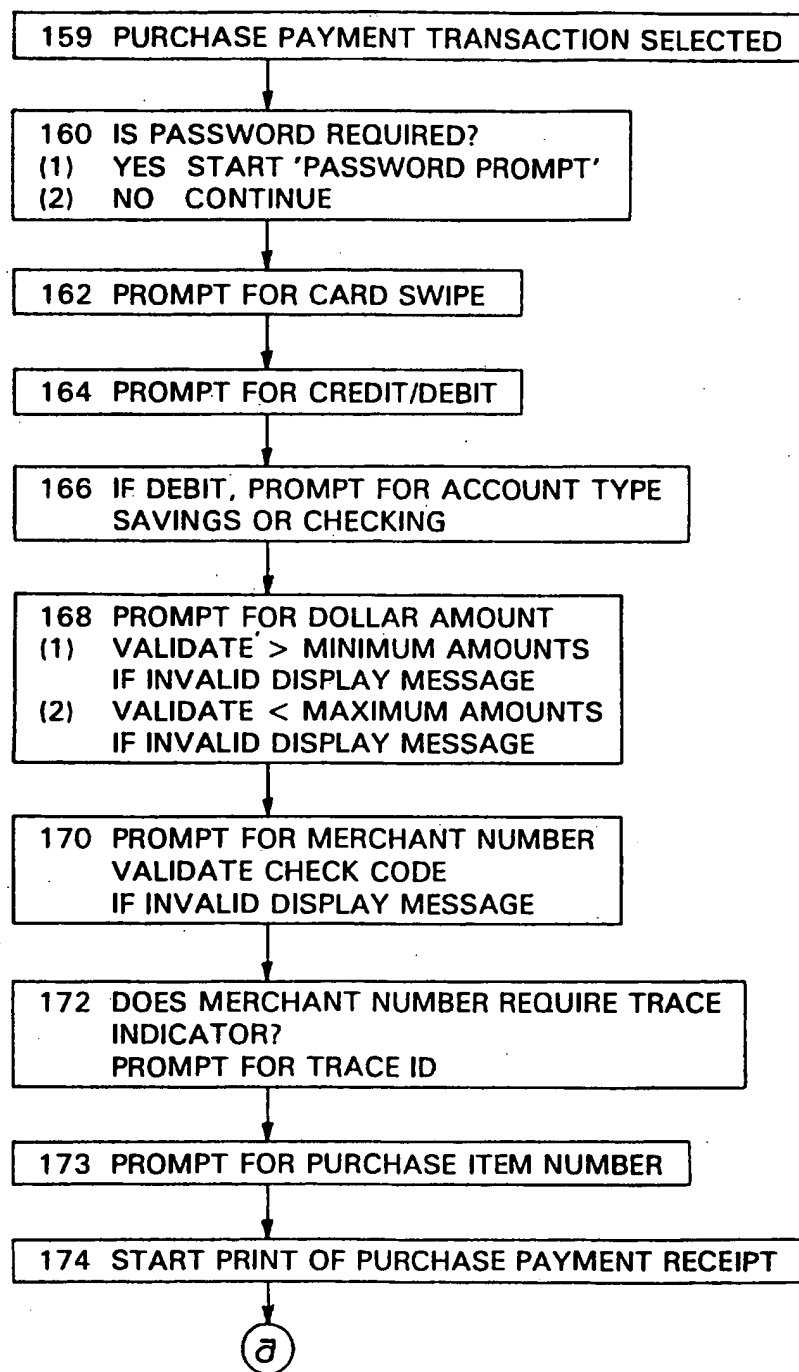 159 PURCHASE PAYMENT TRANSACTION SELECTED
160 IS PASSWORD REQUIRED?
(1) YES START 'PASSWORD PROMPT'
(2) NO CONTINUE
162 PROMPT FOR CARD SWIPE
164 PROMPT FOR CREDIT/DEBIT
166 IF DEBIT, PROMPT FOR ACCOUNT TYPE
SAVINGS OR CHECKING
168 PROMPT FOR DOLLAR AMOUNT
(1) VALIDATE > MINIMUM AMOUNTS
IF INVALID DISPLAY MESSAGE
(2) VALIDATE < MAXIMUM AMOUNTS
IF INVALID DISPLAY MESSAGE
170 PROMPT FOR MERCHANT NUMBER
VALIDATE CHECK CODE
IF INVALID DISPLAY MESSAGE
172 DOES MERCHANT NUMBER REQUIRE TRACE
INDICATOR?
PROMPT FOR TRACE ID
173 PROMPT FOR PURCHASE ITEM NUMBER
174 START PRINT OF PURCHASE PAYMENT RECEIPT
a